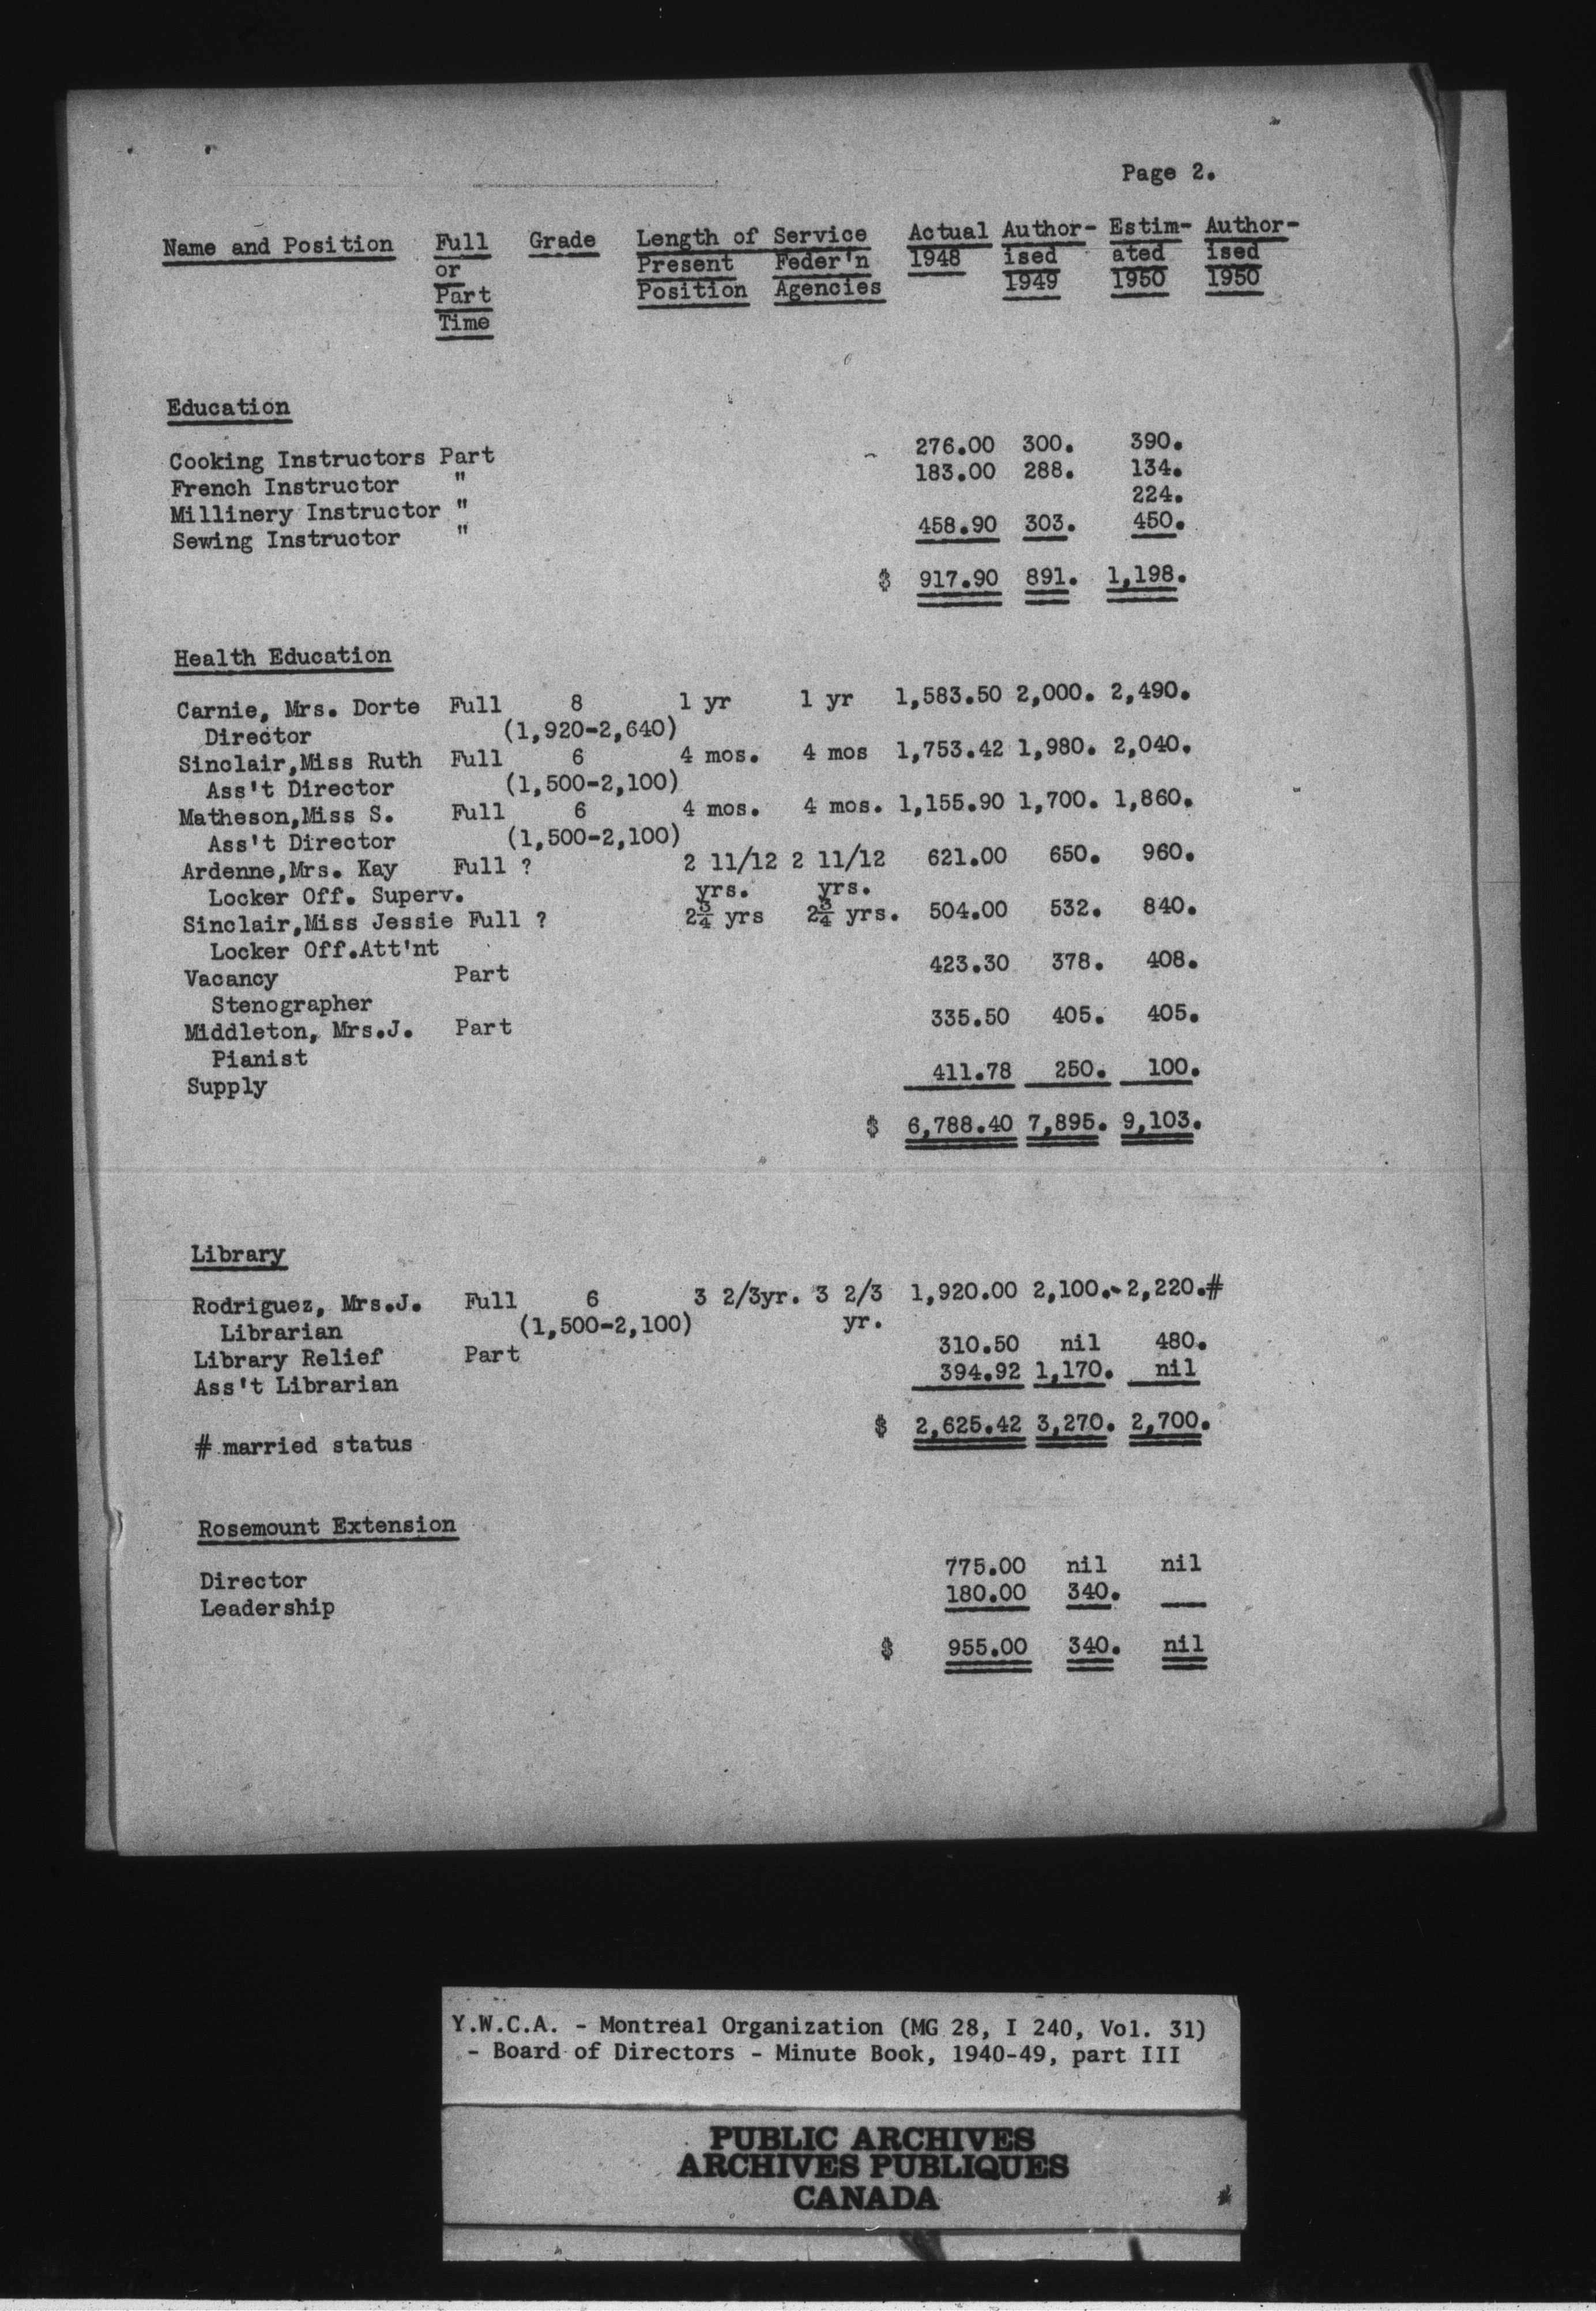 Page 2.
Name and Position Full Grade Length of Service Actual Author- Estim- Author-
or Present Feder'n 1948 ised ated ised
Part Position Agencies 1949 1950 1950
Time
Education
Cooking Instructors Part 276.00 300. 390.
French Instructor " 183.00 288. 134.
Millinery Instructor " 224.
Sewing Instructor " 458.90 303. 450.
$ 917.90 891. 1,198.
Health Education
Carnie, Mrs. Dorte Full 8 1 yr 1 yr 1,583.50 2,000. 2,490.
Director (1,920-2,640)
Sinclair,Miss Ruth Full 6 4 mos. 4 mos 1,753.42 1,980. 2,040.
Ass't Director (1,500-2,100)
Matheson,Miss S. Full 6 4 mos. 4 mos. 1,155.90 1,700. 1,860.
Ass't Director (1,500-2,100)
Ardenne,Mrs. Kay Full ? 2 11/12 2 11/12 621.00 650. 960.
Locker Off. Superv. yrs. yrs.
Sinclair,Miss Jessie Full ? 2¾ yrs 2¾ yrs. 504.00 532. 840.
Locker Off.Att'nt
Vacancy Part 423.30 378. 408.
Stenographer
Middleton, Mrs.J. Part 335.50 405. 405.
Pianist
Supply 411.78 250. 100.
$ 6,788.40 7,895. 9,103.
Library
Rodriguez, Mrs.J. Full 6 3 2/3yr. 3 2/3 1,920.00 2,100. 2,220.#
Librarian (1,500-2,100) yr.
Library Relief Part 310.50 nil 480.
Ass't Librarian 394.92 1,170. nil
$ 2,625.42 3,270. 2,700.
# married status
Rosemount Extension
Director 775.00 nil nil
Leadership 180.00 340.
$ 955.00 340. nil
Y.W.C.A. - Montreal Organization (MG 28, I 240, Vol. 31)
- Board of Directors - Minute Book, 1940-49, part III
PUBLIC ARCHIVES
ARCHIVES PUBLIQUES
CANADA